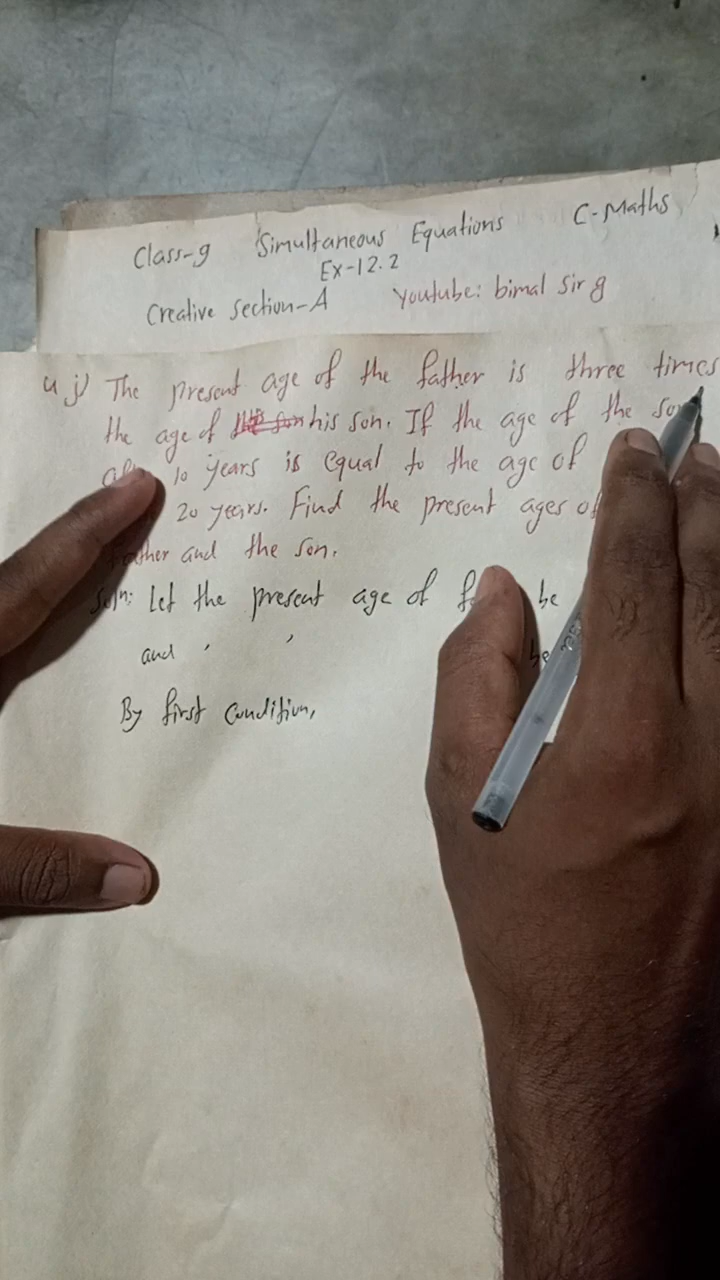 Class-9 Simultaneous Equations C-Maths
Ex-12.2
Creative Section-A Youtube: bimal Sir 9
4 j) The present age of the father is three times
the age of his son. If the age of the
10 years is equal to the age of
20 years. Find the present ages of
and the son.
Soln: Let the present age of be
and , , be
By first condition,